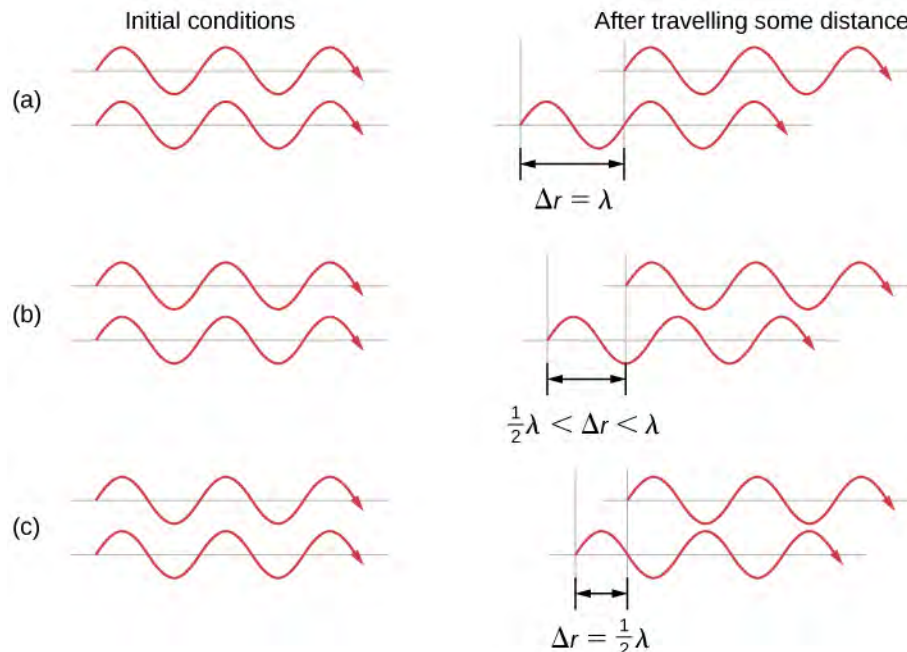 Initial conditions
After travelling some distance
(a)
Δr = λ
(b)
½λ < Δr < λ
(c)
Δr = ½λ